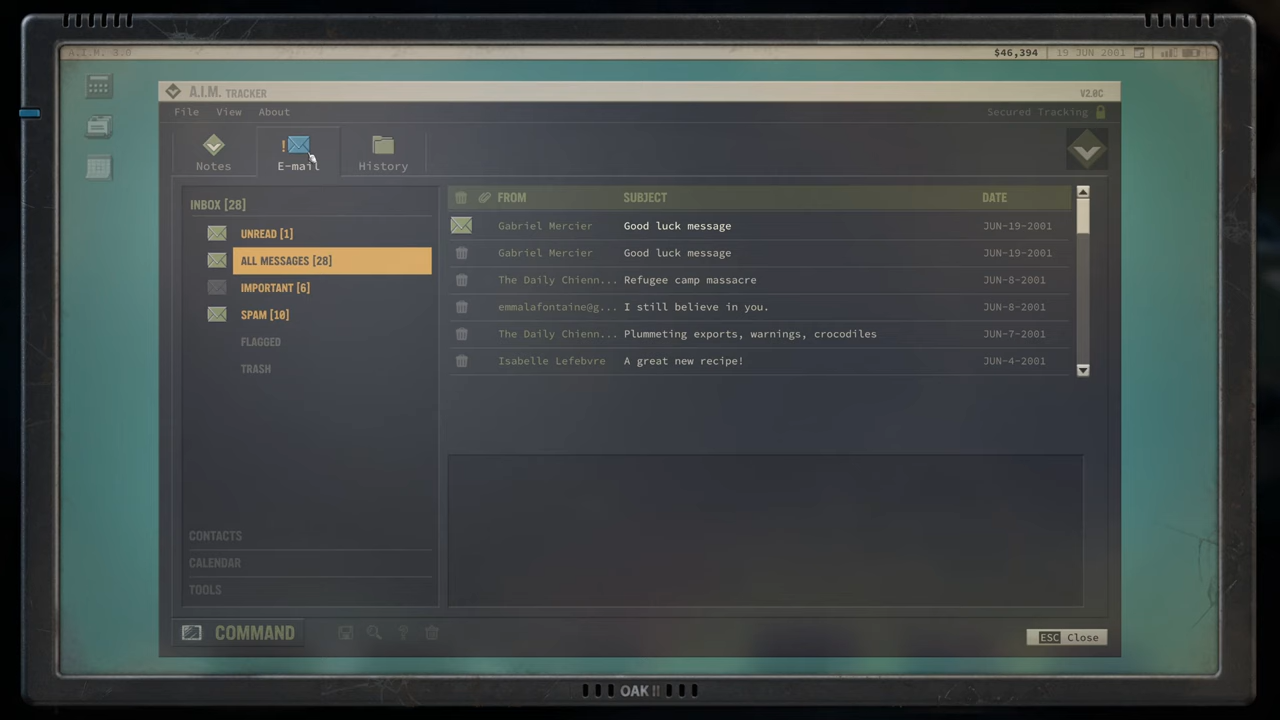 A.I.M. 3.0
$46,394
19 JUN 2001
A.I.M. TRACKER
V2.0C
File View About
Secured Tracking
Notes
E-mail
History
INBOX [28]
UNREAD [1]
ALL MESSAGES [28]
IMPORTANT [6]
SPAM [10]
FLAGGED
TRASH
CONTACTS
CALENDAR
TOOLS
FROM SUBJECT DATE
Gabriel Mercier Good luck message JUN-19-2001
Gabriel Mercier Good luck message JUN-19-2001
The Daily Chienn... Refugee camp massacre JUN-8-2001
emmalafontaine@g... I still believe in you. JUN-8-2001
The Daily Chienn... Plummeting exports, warnings, crocodiles JUN-7-2001
Isabelle Lefebvre A great new recipe! JUN-4-2001
COMMAND
ESC Close
OAK II